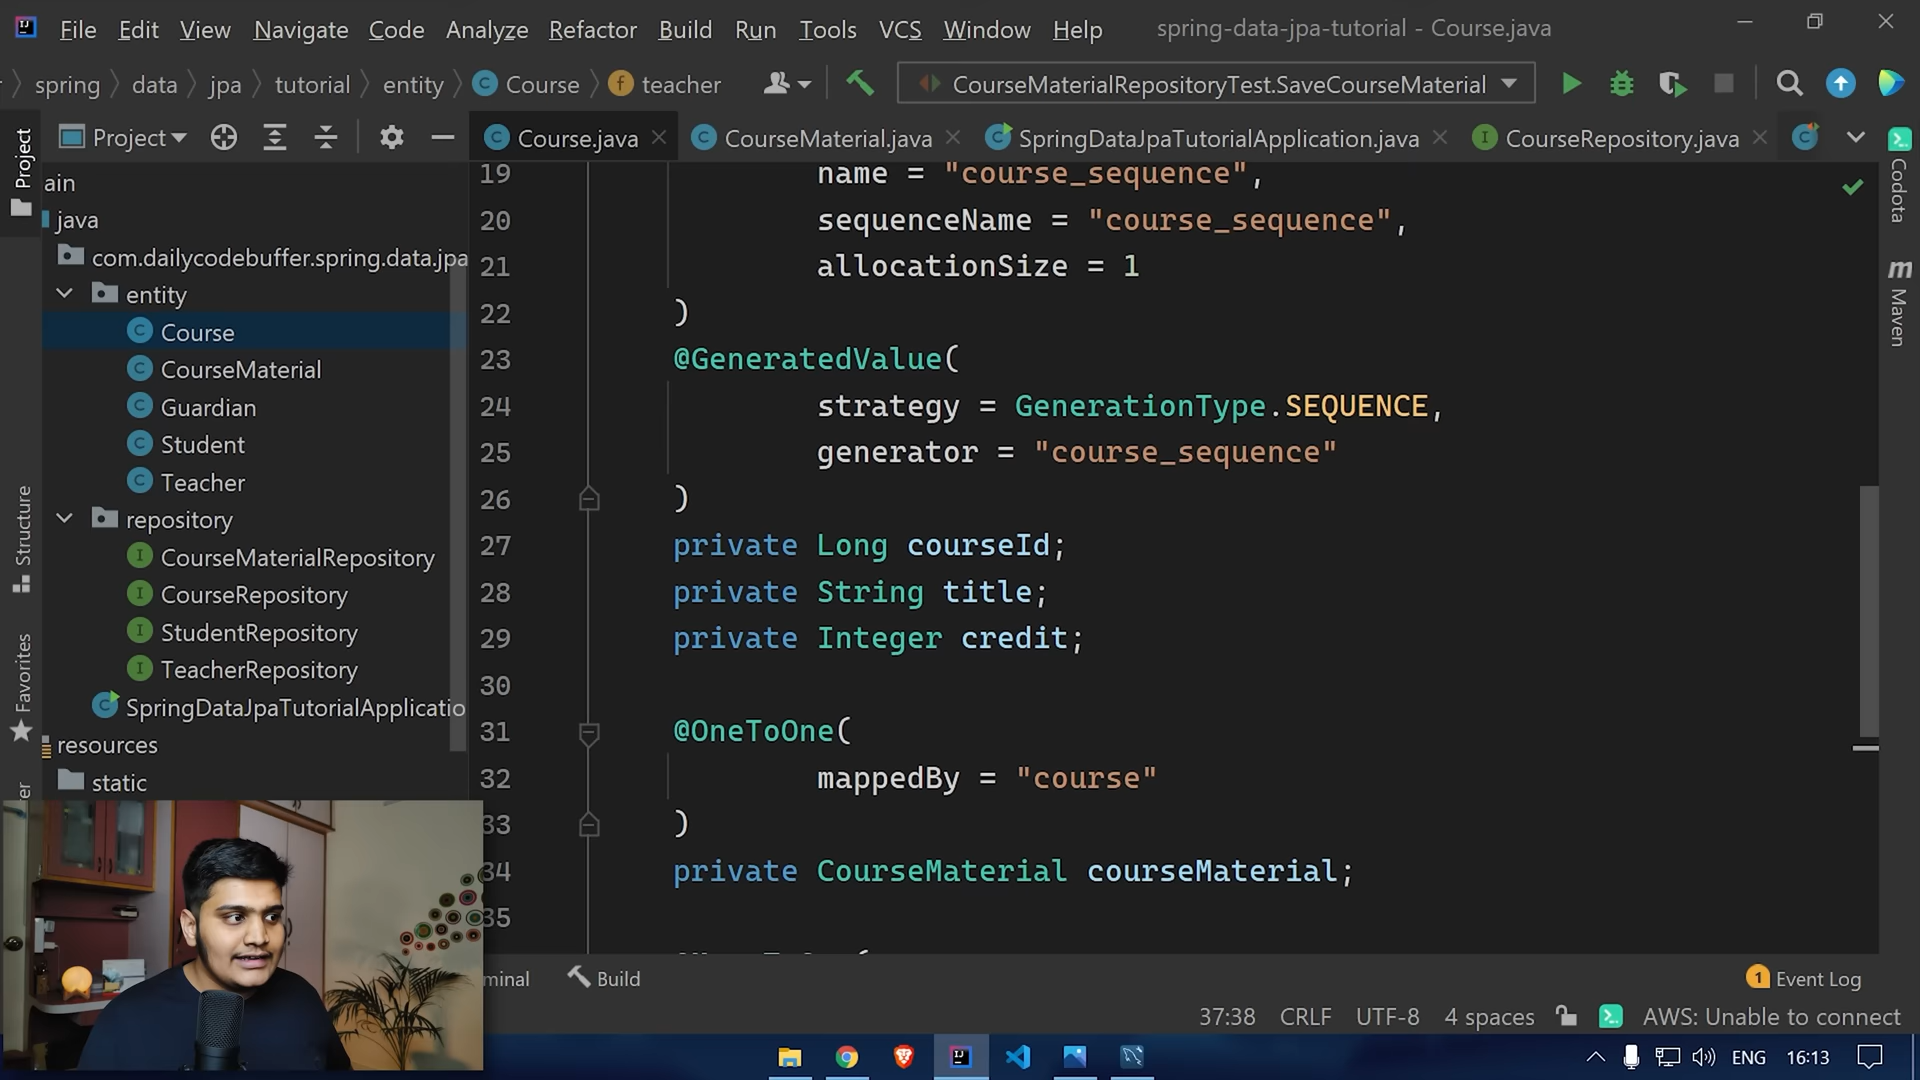 File Edit View Navigate Code Analyze Refactor Build Run Tools VCS Window Help spring-data-jpa-tutorial - Course.java
spring data jpa tutorial entity Course teacher CourseMaterialRepositoryTest.SaveCourseMaterial
Project Course.java CourseMaterial.java SpringDataJpaTutorialApplication.java CourseRepository.java
Project
Structure
Favorites
ain
java
com.dailycodebuffer.spring.data.jpa
entity
Course
CourseMaterial
Guardian
Student
Teacher
repository
CourseMaterialRepository
CourseRepository
StudentRepository
TeacherRepository
SpringDataJpaTutorialApplicatio
resources
static
19 name = "course_sequence",
20 sequenceName = "course_sequence",
21 allocationSize = 1
22 )
23 @GeneratedValue(
24 strategy = GenerationType.SEQUENCE,
25 generator = "course_sequence"
26 )
27 private Long courseId;
28 private String title;
29 private Integer credit;
30
31 @OneToOne(
32 mappedBy = "course"
33 )
34 private CourseMaterial courseMaterial;
35
Codota
Maven
minal Build 1 Event Log
37:38 CRLF UTF-8 4 spaces AWS: Unable to connect
ENG 16:13